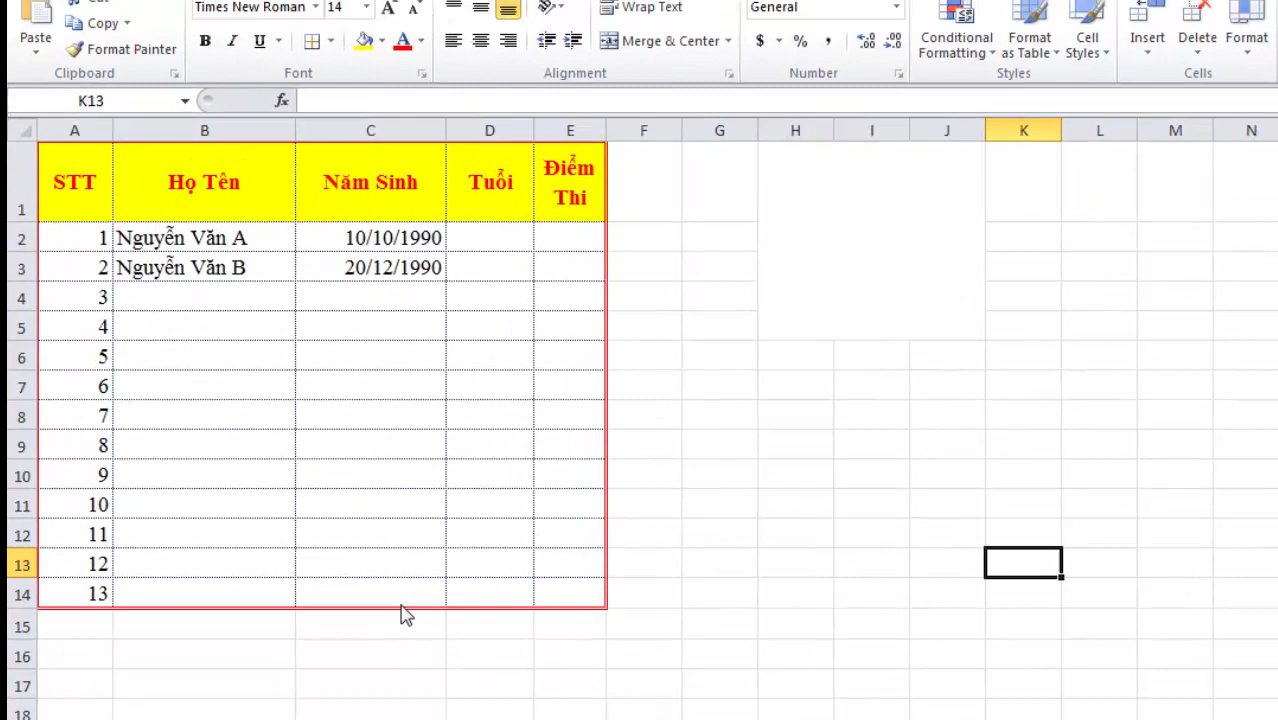 Times New Roman 14 Wrap Text General
Copy
Paste Format Painter B I U Merge & Center $ % , Conditional Formatting Format as Table Cell Styles Insert Delete Format
Clipboard Font Alignment Number Styles Cells
K13 fx
A B C D E F G H I J K L M N
1 STT Họ Tên Năm Sinh Tuổi Điểm Thi
2 1 Nguyễn Văn A 10/10/1990
3 2 Nguyễn Văn B 20/12/1990
4 3
5 4
6 5
7 6
8 7
9 8
10 9
11 10
12 11
13 12
14 13
15
16
17
18